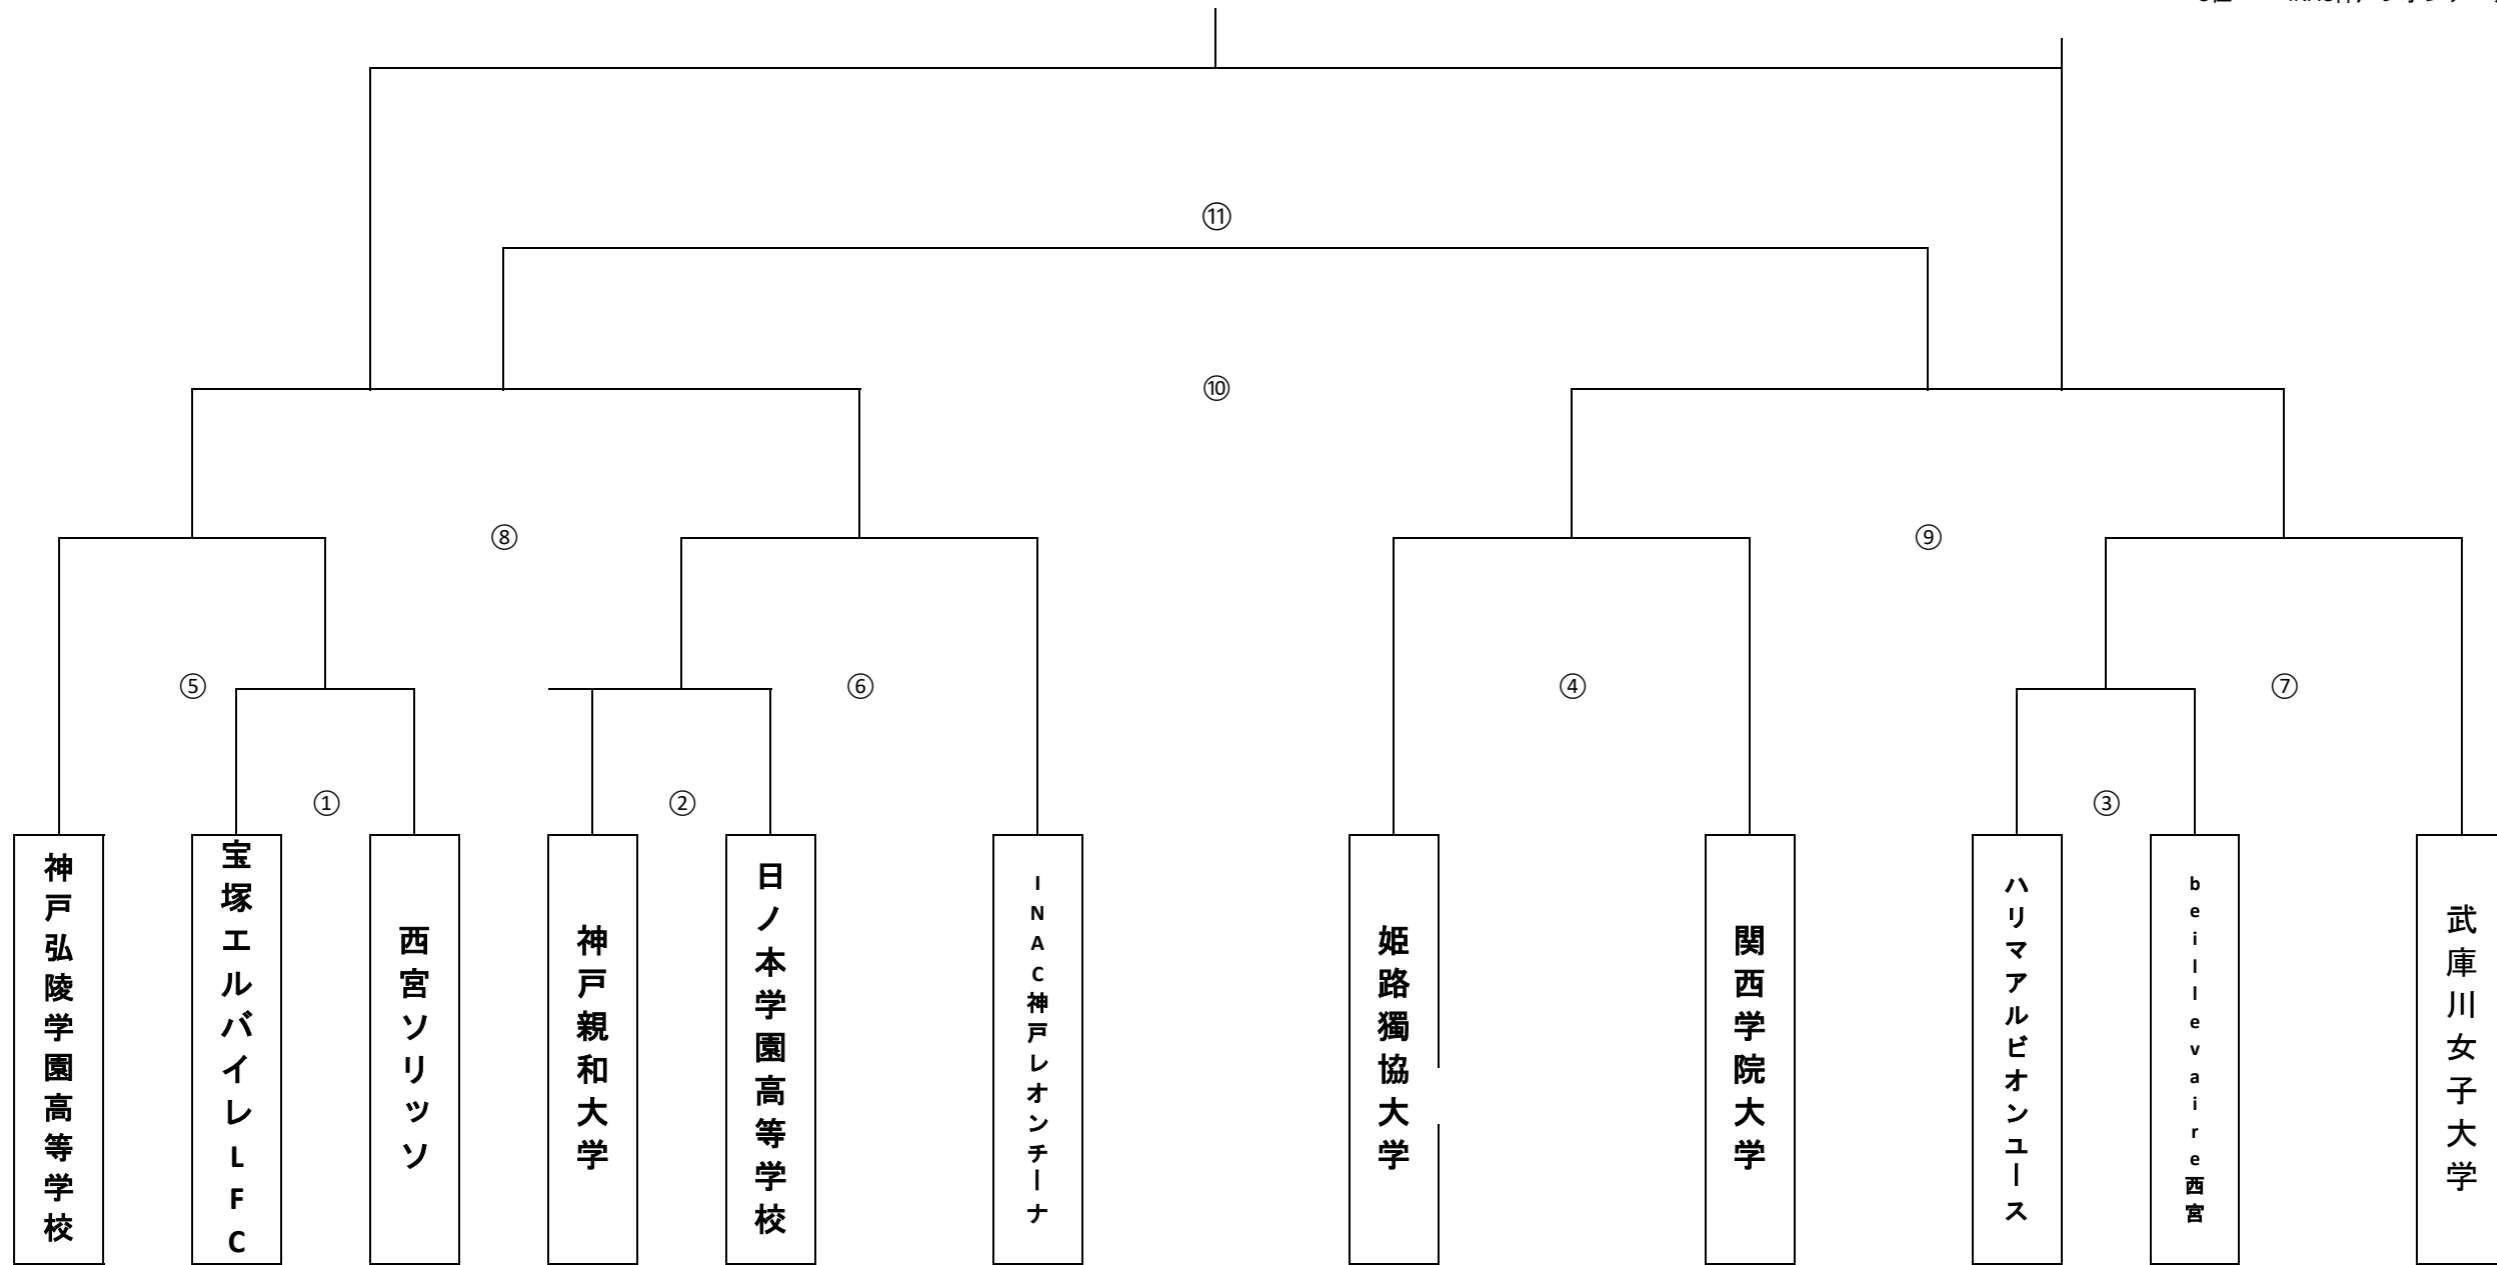 ⑪
⑩
⑧
⑨
⑤
⑥
④
⑦
①
②
③
神戸弘陵学園高等学校
宝塚エルバイレLFC
西宮ソリッソ
神戸親和大学
日ノ本学園高等学校
INAC神戸レオンチーナ
姫路獨協大学
関西学院大学
ハリマアルビオンユース
beillevaire西宮
武庫川女子大学